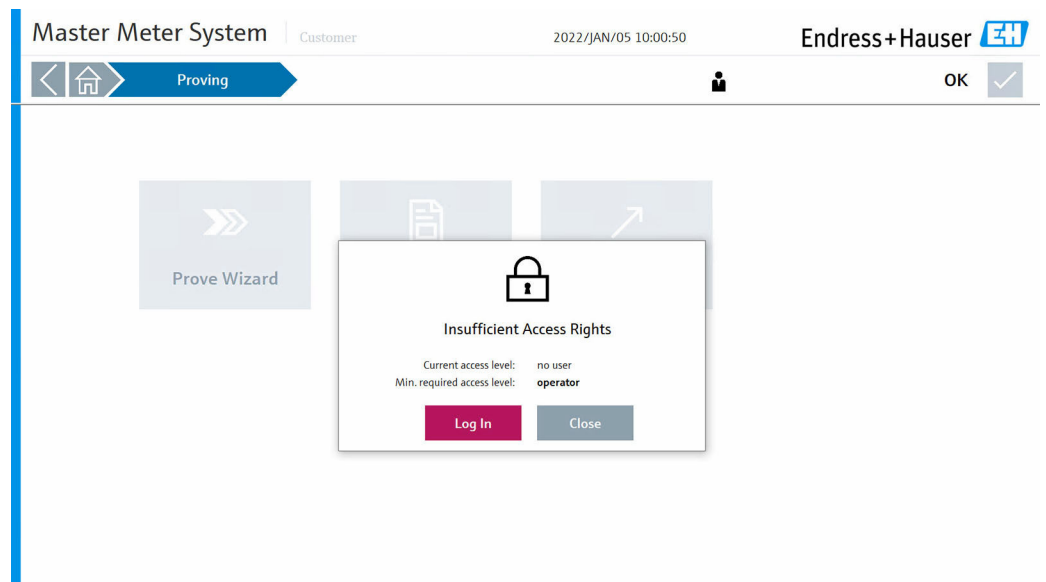 Master Meter System
Customer
2022/JAN/05 10:00:50
Endress+Hauser EH
Proving
OK
Prove Wizard
Insufficient Access Rights
Current access level: no user
Min. required access level: operator
Log In
Close